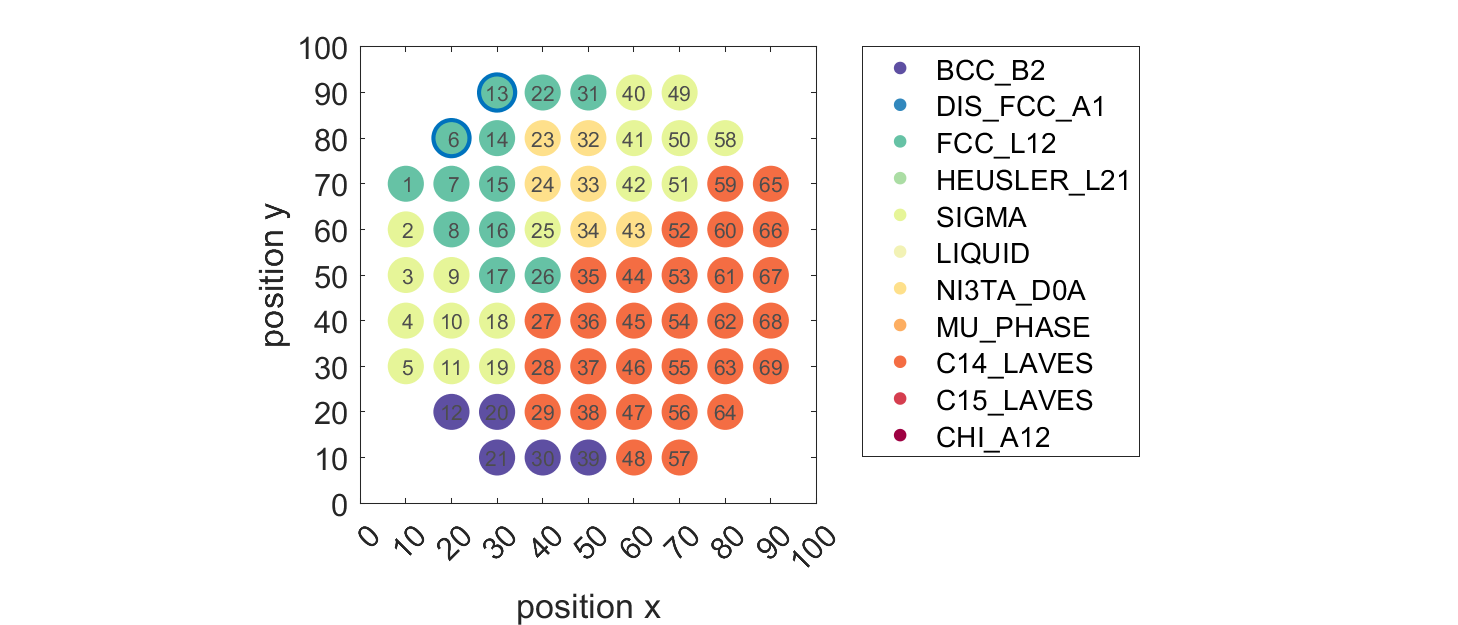 100
90 13 22 31 40 49
80 6 14 23 32 41 50 58
70 1 7 15 24 33 42 51 59 65
60 2 8 16 25 34 43 52 60 66
50 3 9 17 26 35 44 53 61 67
40 4 10 18 27 36 45 54 62 68
30 5 11 19 28 37 46 55 63 69
20 12 20 29 38 47 56 64
10 21 30 39 48 57
0
0 10 20 30 40 50 60 70 80 90 100
position x
position y
BCC_B2
DIS_FCC_A1
FCC_L12
HEUSLER_L21
SIGMA
LIQUID
NI3TA_D0A
MU_PHASE
C14_LAVES
C15_LAVES
CHI_A12